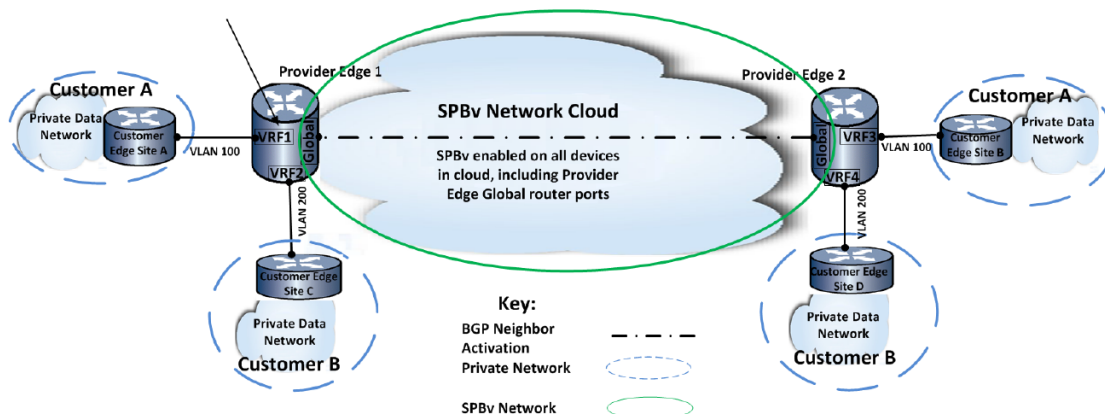 Provider Edge 1
Provider Edge 2
Customer A
Private Data
Network
Customer
Edge Site A
VLAN 100
VRF1
Global
VRF2
VLAN 200
SPBv Network Cloud
SPBv enabled on all devices
in cloud, including Provider
Edge Global router ports
Global
VRF3
VRF4
VLAN 100
VLAN 200
Customer A
Private Data
Network
Customer
Edge Site B
Customer Edge
Site C
Private Data
Network
Customer B
Customer Edge
Site D
Private Data
Network
Customer B
Key:
BGP Neighbor
Activation
Private Network
SPBv Network